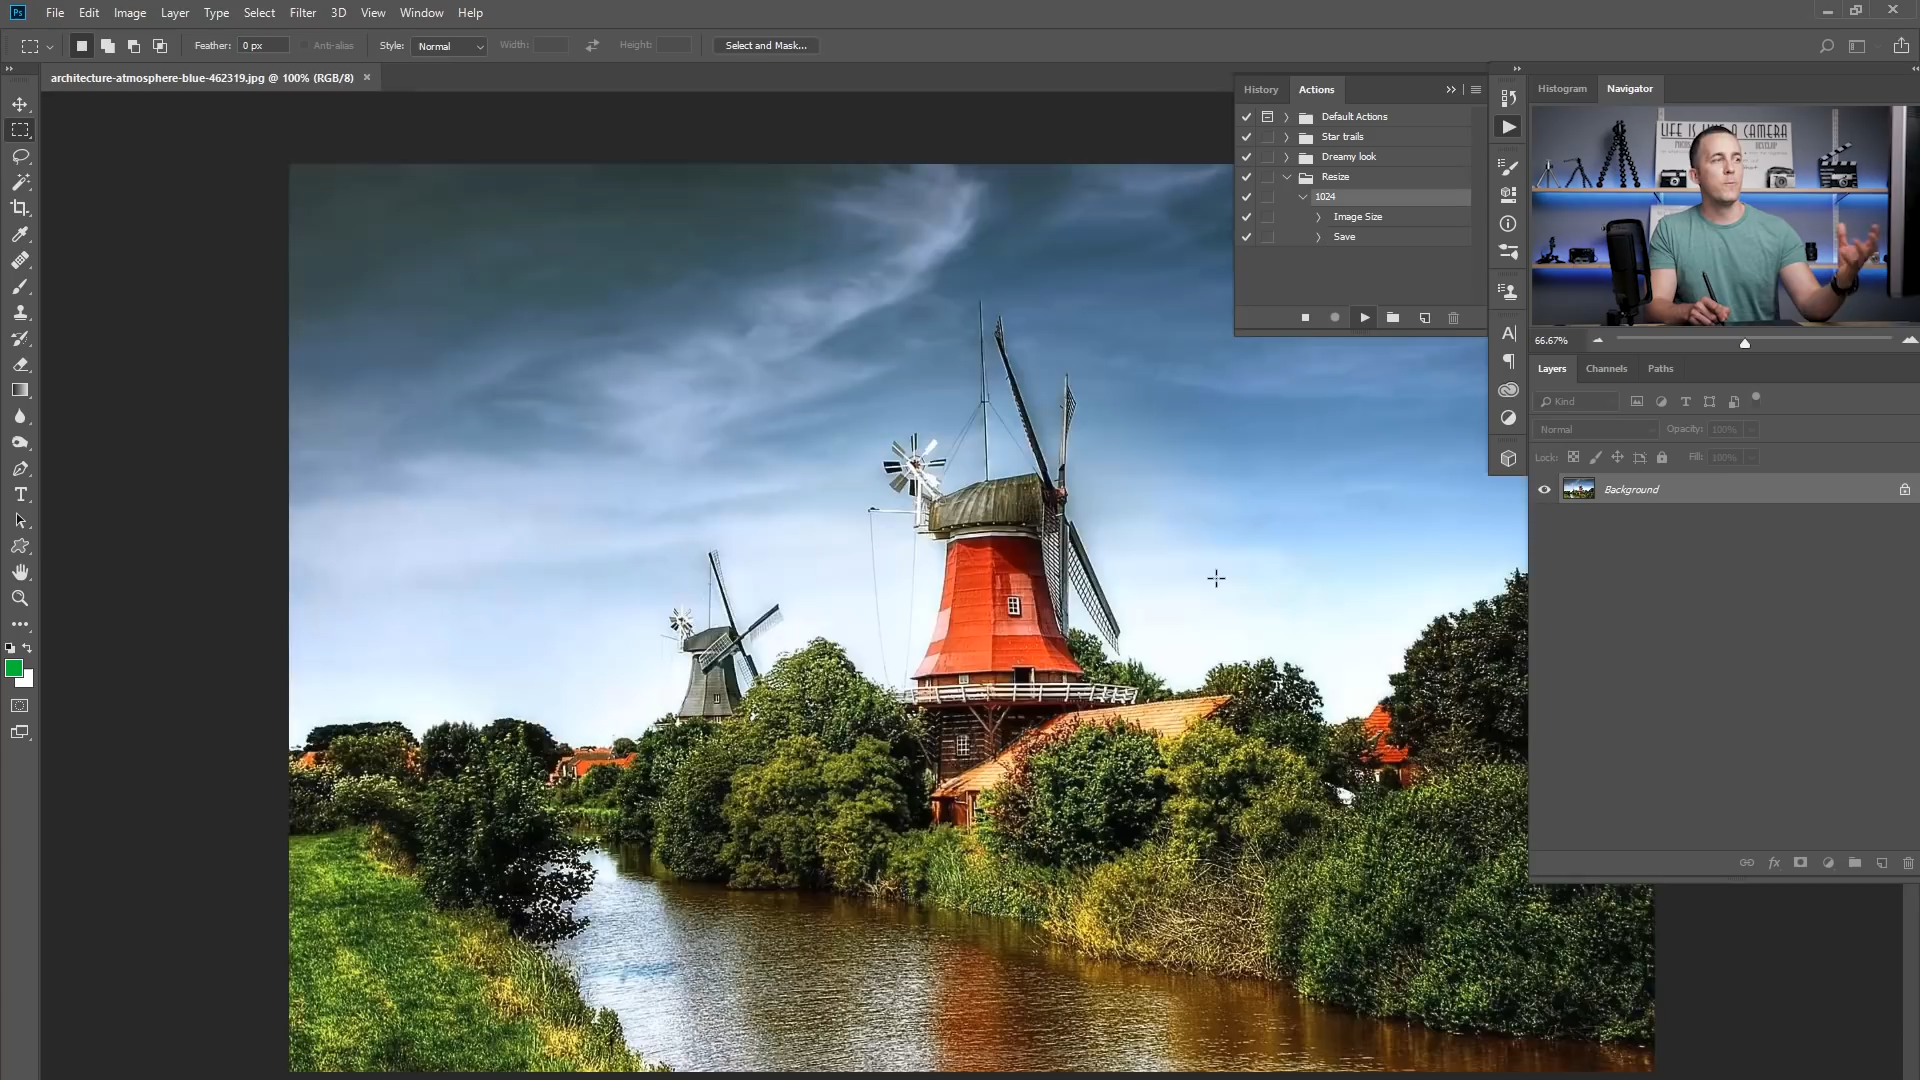 Ps File Edit Image Layer Type Select Filter 3D View Window Help
Feather: 0 px Anti-alias Style: Normal Width: Height: Select and Mask...
architecture-atmosphere-blue-462319.jpg @ 100% (RGB/8) ×
History Actions
Default Actions
Star trails
Dreamy look
Resize
1024
Image Size
Save
Histogram Navigator
LIFE IS LIKE A CAMERA
DEVELOP
66.67%
Layers Channels Paths
Kind
Normal Opacity: 100%
Lock: Fill: 100%
Background